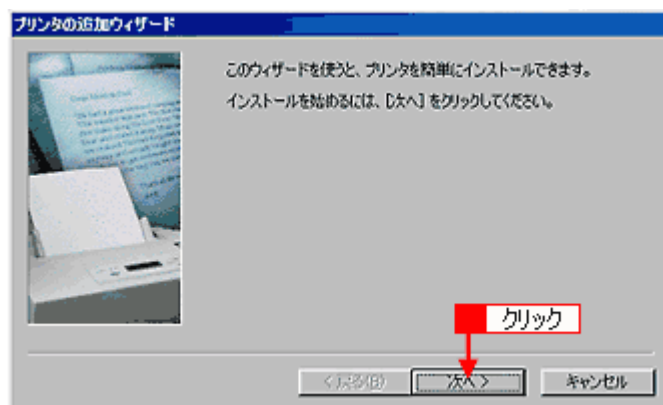 プリンタの追加ウィザード
このウィザードを使うと、プリンタを簡単にインストールできます。
インストールを始めるには、[次へ] をクリックしてください。
クリック
< 戻る(B)
次へ >
キャンセル